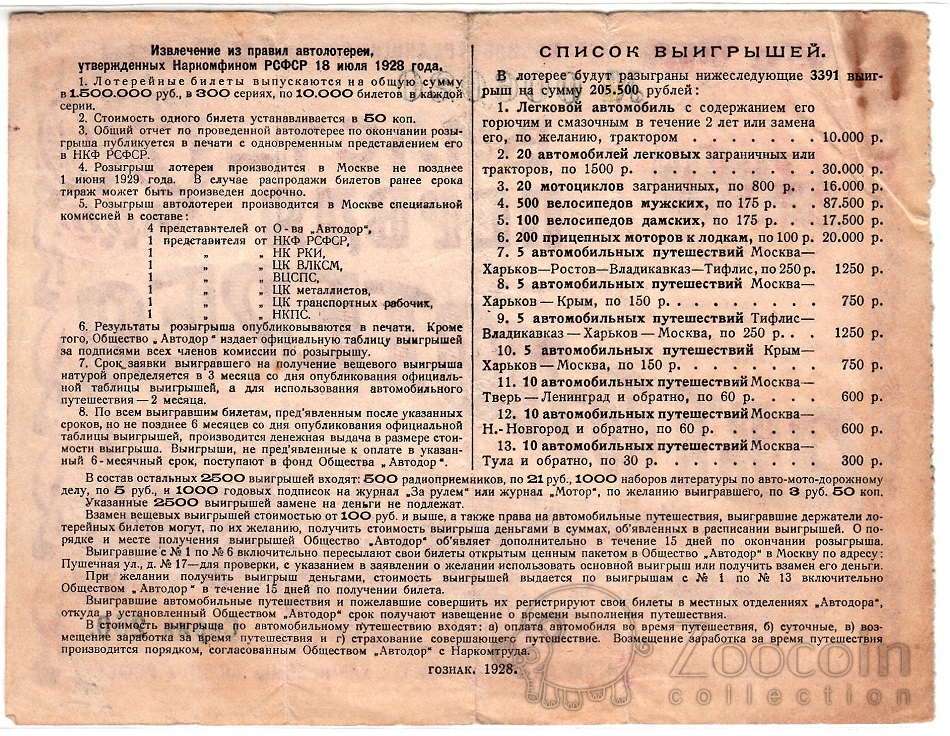 Извлечение из правил автолотереи,
утвержденных Наркомфином РСФСР 18 июля 1928 года.
1. Лотерейные билеты выпускаются на общую сумму
в 1.500.000 руб., в 300 сериях, по 10.000 билетов в каждой
серии.
2. Стоимость одного билета устанавливается в 50 коп.
3. Общий отчет по проведенной автолотерее по окончании розы-
грыша публикуется в печати с одновременным представлением его
в НКФ РСФСР.
4. Розыгрыш лотереи производится в Москве не позднее
1 июня 1929 года. В случае распродажи билетов ранее срока
тираж может быть произведен досрочно.
5. Розыгрыш автолотереи производится в Москве специальной
комиссией в составе:
4 представителей от О-ва „Автодор",
1 представителя от НКФ РСФСР,
1 „ „ НК РКИ,
1 „ „ ЦК ВЛКСМ,
1 „ „ ВЦСПС,
1 „ „ ЦК металлистов,
1 „ „ ЦК транспортных рабочих,
1 „ „ НКПС.
6. Результаты розыгрыша опубликовываются в печати. Кроме
того, Общество „Автодор" издает официальную таблицу выигрышей
за подписями всех членов комиссии по розыгрышу.
7. Срок заявки выигравшего на получение вещевого выигрыша
натурой определяется в 3 месяца со дня опубликования официаль-
ной таблицы выигрышей, а для использования автомобильного
путешествия — 2 месяца.
8. По всем выигравшим билетам, пред'явленным после указанных
сроков, но не позднее 6 месяцев со дня опубликования официальной
таблицы выигрышей, производится денежная выдача в размере стои-
мости выигрыша. Выигрыши, не предъявленные к оплате в указан-
ный 6-месячный срок, поступают в фонд Общества „Автодор".
СПИСОК ВЫИГРЫШЕЙ.
В лотерее будут разыграны нижеследующие 3391 выиг-
рыш на сумму 205.500 рублей:
1. Легковой автомобиль с содержанием его
горючим и смазочным в течение 2 лет или замена
его, по желанию, трактором . . . . . . . 10.000 р.
2. 20 автомобилей легковых заграничных или
тракторов, по 1500 р. . . . . . . . . . . 30.000 р.
3. 20 мотоциклов заграничных, по 800 р. . 16.000 р.
4. 500 велосипедов мужских, по 175 р. . . 87.500 р.
5. 100 велосипедов дамских, по 175 р. . . 17.500 р.
6. 200 прицепных моторов к лодкам, по 100 р. 20.000 р.
7. 5 автомобильных путешествий Москва—
Харьков—Ростов—Владикавказ—Тифлис, по 250 р. 1250 р.
8. 5 автомобильных путешествий Москва—
Харьков — Крым, по 150 р. . . . . . . . . 750 р.
9. 5 автомобильных путешествий Тифлис—
Владикавказ — Харьков — Москва, по 250 р. . . 1250 р.
10. 5 автомобильных путешествий Крым—
Харьков — Москва, по 150 р. . . . . . . . 750 р.
11. 10 автомобильных путешествий Москва—
Тверь — Ленинград и обратно, по 60 р. . . . . 600 р.
12. 10 автомобильных путешествий Москва—
Н.-Новгород и обратно, по 60 р. . . . . . . 600 р.
13. 10 автомобильных путешествий Москва—
Тула и обратно, по 30 р. . . . . . . . . . 300 р.
В состав остальных 2500 выигрышей входят: 500 радиоприемников, по 21 руб., 1000 наборов литературы по авто-мото-дорожному
делу, по 5 руб., и 1000 годовых подписок на журнал „За рулем" или журнал „Мотор", по желанию выигравшего, по 3 руб. 50 коп.
Указанные 2500 выигрышей замене на деньги не подлежат.
Взамен вещевых выигрышей стоимостью от 100 руб. и выше, а также права на автомобильные путешествия, выигравшие держатели ло-
терейных билетов могут, по их желанию, получить стоимость выигрыша деньгами в суммах, об'явленных в расписании выигрышей. О по-
рядке и месте получения выигрышей Общество „Автодор" об'являет дополнительно в течение 15 дней по окончании розыгрыша.
Выигравшие с № 1 по № 6 включительно пересылают свои билеты открытым ценным пакетом в Общество „Автодор" в Москву по адресу:
Пушечная ул., д. № 17—для проверки, с указанием в заявлении о желании использовать основной выигрыш или получить взамен его деньги.
При желании получить выигрыш деньгами, стоимость выигрышей выдается по выигрышам с № 1 по № 13 включительно
Обществом „Автодор" в течение 15 дней по получении билета.
Выигравшие автомобильные путешествия и пожелавшие совершить их регистрируют свои билеты в местных отделениях „Автодора",
откуда в установленный Обществом „Автодор" срок получают извещение о времени выполнения путешествия.
В стоимость выигрыша по автомобильному путешествию входят: а) оплата автомобиля во время путешествия, б) суточные, в) воз-
мещение заработка за время путешествия и г) страхование совершающего путешествие. Возмещение заработка за время путешествия
производится порядком, согласованным Обществом „Автодор" с Наркомтруда.
ГОЗНАК. 1928.
Zoocoin
collection